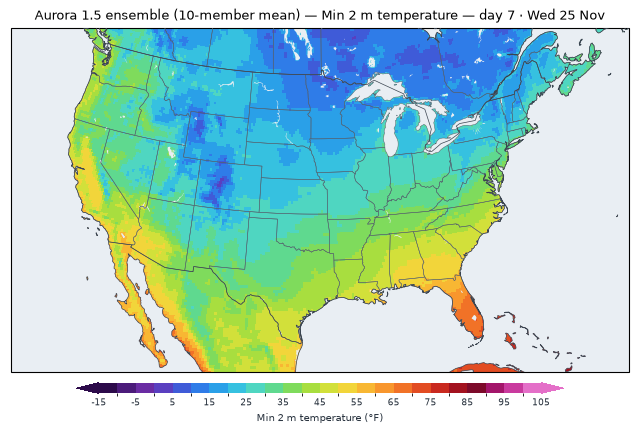 Aurora 1.5 ensemble (10-member mean) — Min 2 m temperature — day 7 · Wed 25 Nov
-15 -5 5 15 25 35 45 55 65 75 85 95 105
Min 2 m temperature (°F)